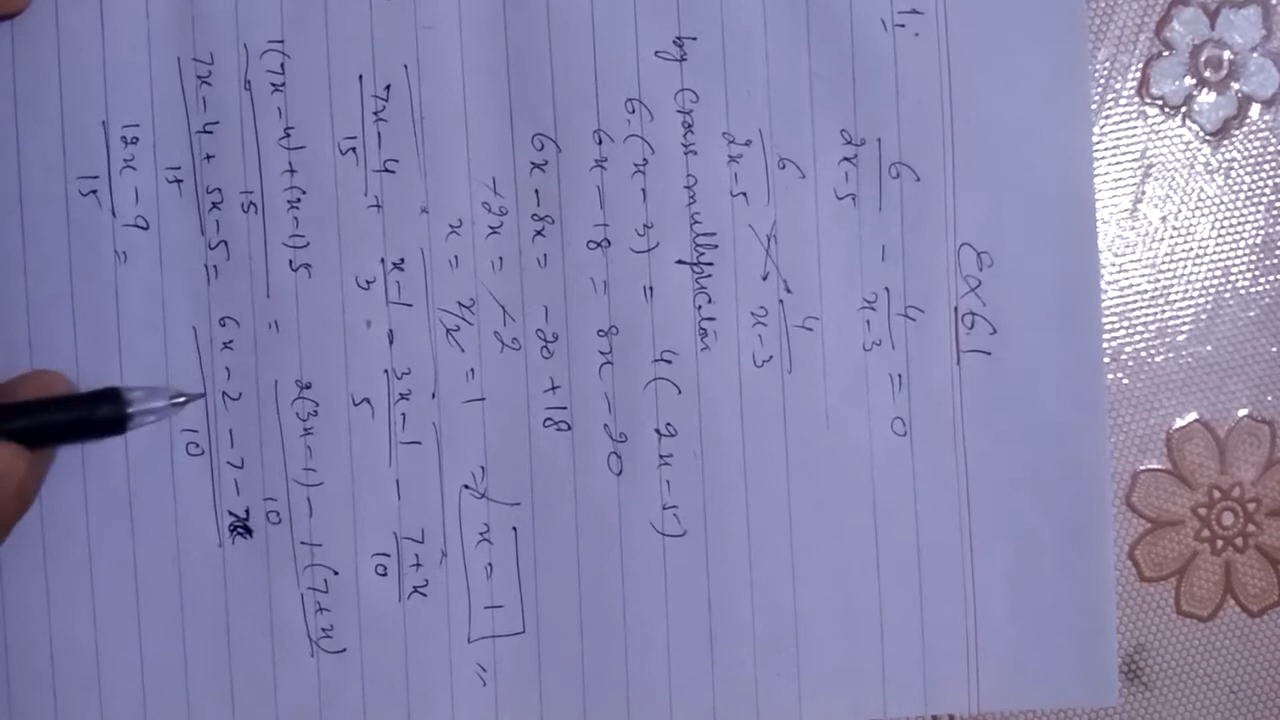 Ex 6.1
1:
6/(2x-5) - 4/(x-3) = 0
6/(2x-5) 4/(x-3)
by Cross
6.(x-3) = 4(2x-5)
6x-18 = 8x-20
6x-8x = -20+18
-2x = -2
x = 2/2 = 1 ⇒ x = 1
(7x-4)/15 + (x-1)/3 = (3x-1)/5 - (7+x)/10
(1(7x-4)+(x-1)5)/15 = (2(3x-1)-1(7+x))/10
(7x-4+5x-5)/15 = (6x-2-7-x)/10
(12x-9)/15 =